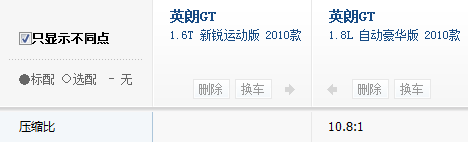 只显示不同点
●标配 ○选配 - 无
英朗GT
1.6T 新锐运动版 2010款
删除 换车
英朗GT
1.8L 自动豪华版 2010款
删除 换车
压缩比
10.8:1